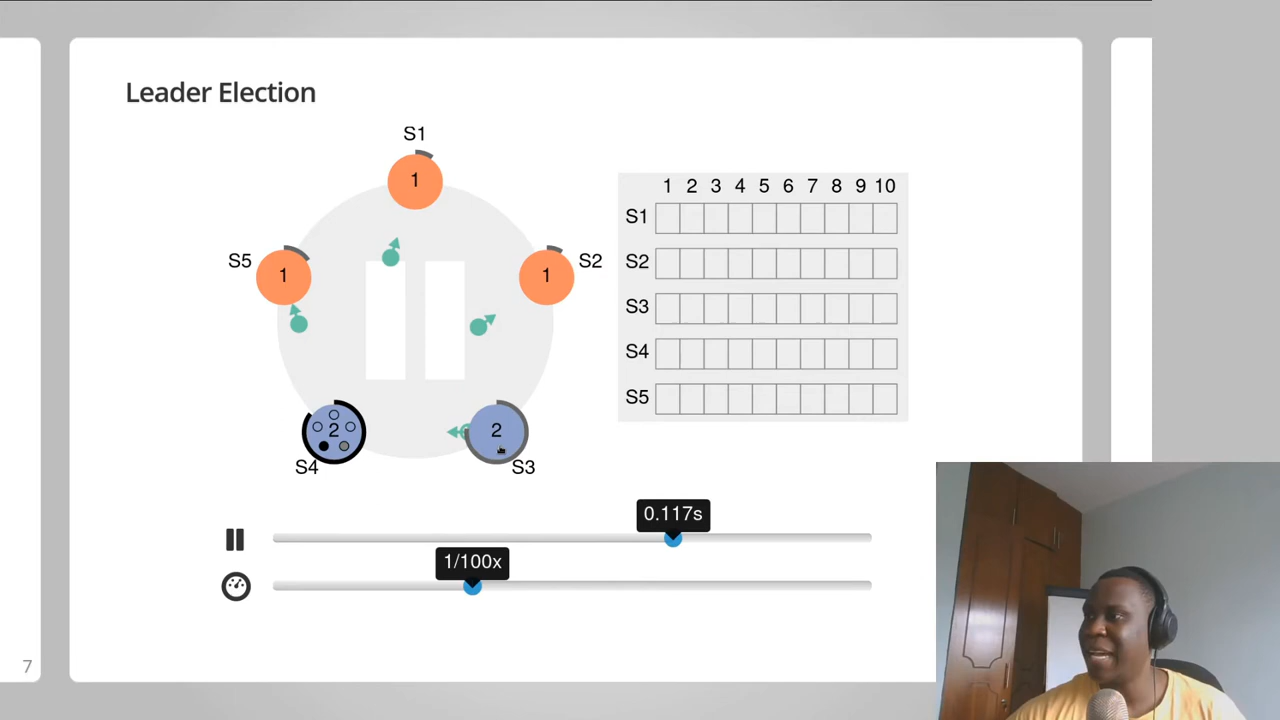 Leader Election
S1
1
S5
1
S2
1
2
S4
2
S3
1 2 3 4 5 6 7 8 9 10
S1
S2
S3
S4
S5
0.117s
1/100x
7